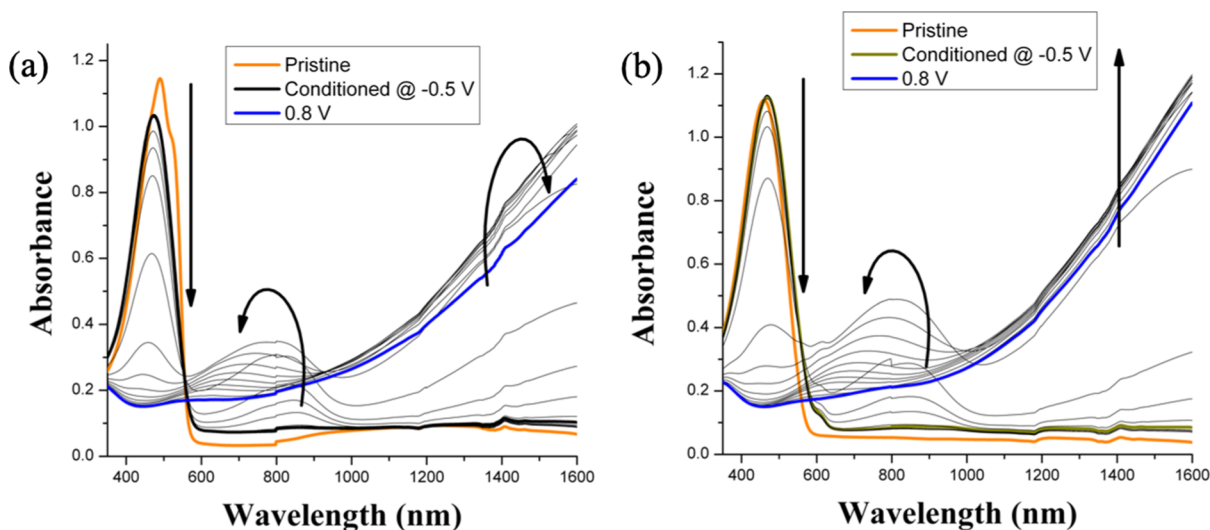 (a)
Pristine
Conditioned @ -0.5 V
0.8 V
1.2
1.0
0.8
0.6
0.4
0.2
0.0
Absorbance
400 600 800 1000 1200 1400 1600
Wavelength (nm)
(b)
Pristine
Conditioned @ -0.5 V
0.8 V
1.2
1.0
0.8
0.6
0.4
0.2
0.0
Absorbance
400 600 800 1000 1200 1400 1600
Wavelength (nm)